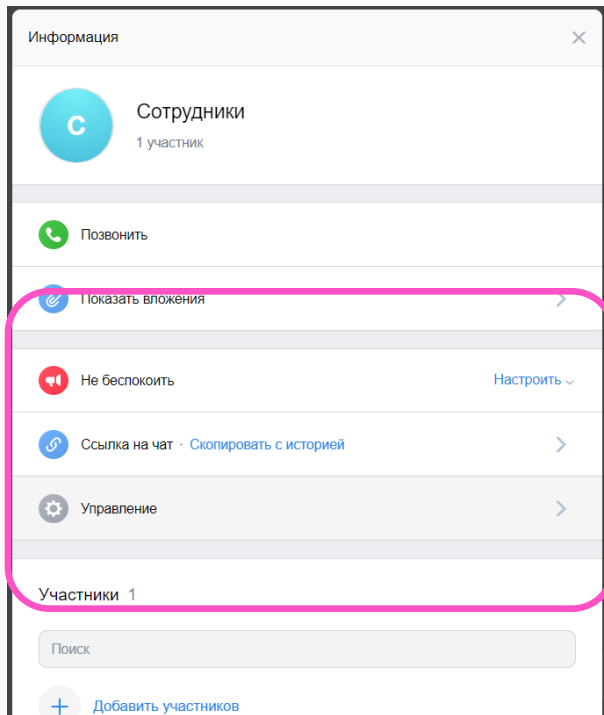 Информация
С
Сотрудники
1 участник
Позвонить
Показать вложения
Не беспокоить Настроить
Ссылка на чат · Скопировать с историей
Управление
Участники 1
Поиск
Добавить участников